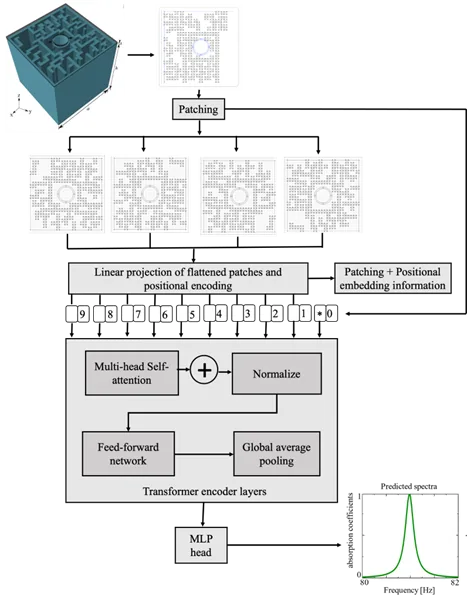 Patching
Linear projection of flattened patches and
positional encoding
Patching + Positional
embedding information
9 8 7 6 5 4 3 2 1 * 0
Multi-head Self-
attention
+
Normalize
Feed-forward
network
Global average
pooling
Transformer encoder layers
MLP
head
Predicted spectra
absorption coefficients
1
0
80
82
Frequency [Hz]